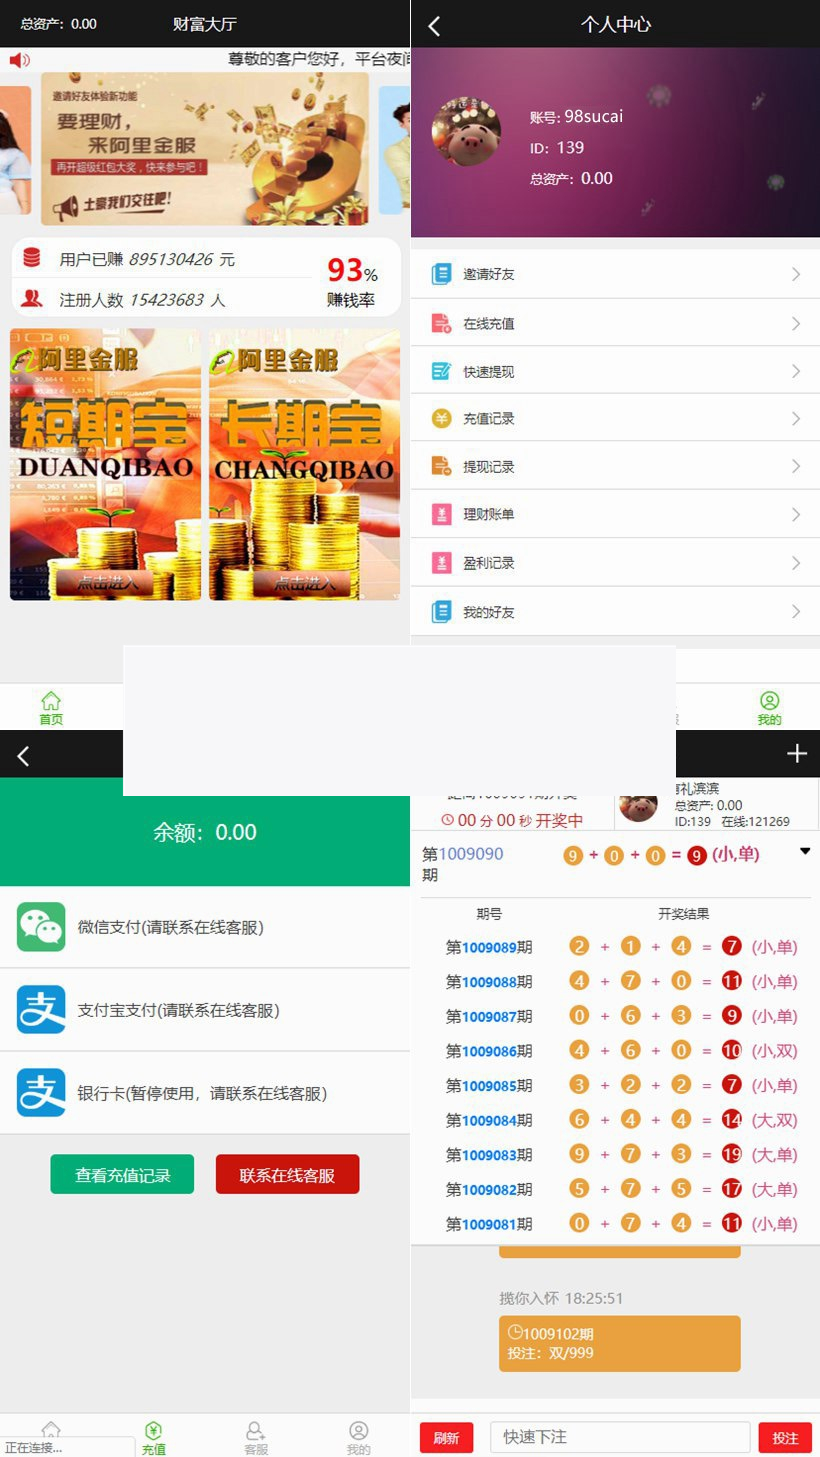 总资产：0.00
财富大厅
尊敬的客户您好，平台夜间
邀请好友体验新功能
要理财，
来阿里金服
再开超级红包大奖，快来参与吧！
土豪我们交往吧！
用户已赚 895130426 元
注册人数 15423683 人
93%
赚钱率
阿里金服
短期宝
DUANQIBAO
点击进入
阿里金服
长期宝
CHANGQIBAO
点击进入
首页
个人中心
账号: 98sucai
ID：139
总资产：0.00
邀请好友
在线充值
快速提现
充值记录
提现记录
理财账单
盈利记录
我的好友
我的
余额：0.00
微信支付(请联系在线客服)
支付宝支付(请联系在线客服)
银行卡(暂停使用，请联系在线客服)
查看充值记录
联系在线客服
正在连接...
充值
客服
我的
00 分 00 秒 开奖中
有礼滨滨
总资产: 0.00
ID:139 在线:121269
第1009090期
9 + 0 + 0 = 9 (小,单)
期号 开奖结果
第1009089期 2 + 1 + 4 = 7 (小,单)
第1009088期 4 + 7 + 0 = 11 (小,单)
第1009087期 0 + 6 + 3 = 9 (小,单)
第1009086期 4 + 6 + 0 = 10 (小,双)
第1009085期 3 + 2 + 2 = 7 (小,单)
第1009084期 6 + 4 + 4 = 14 (大,双)
第1009083期 9 + 7 + 3 = 19 (大,单)
第1009082期 5 + 7 + 5 = 17 (大,单)
第1009081期 0 + 7 + 4 = 11 (小,单)
揽你入怀 18:25:51
1009102期
投注：双/999
刷新
快速下注
投注